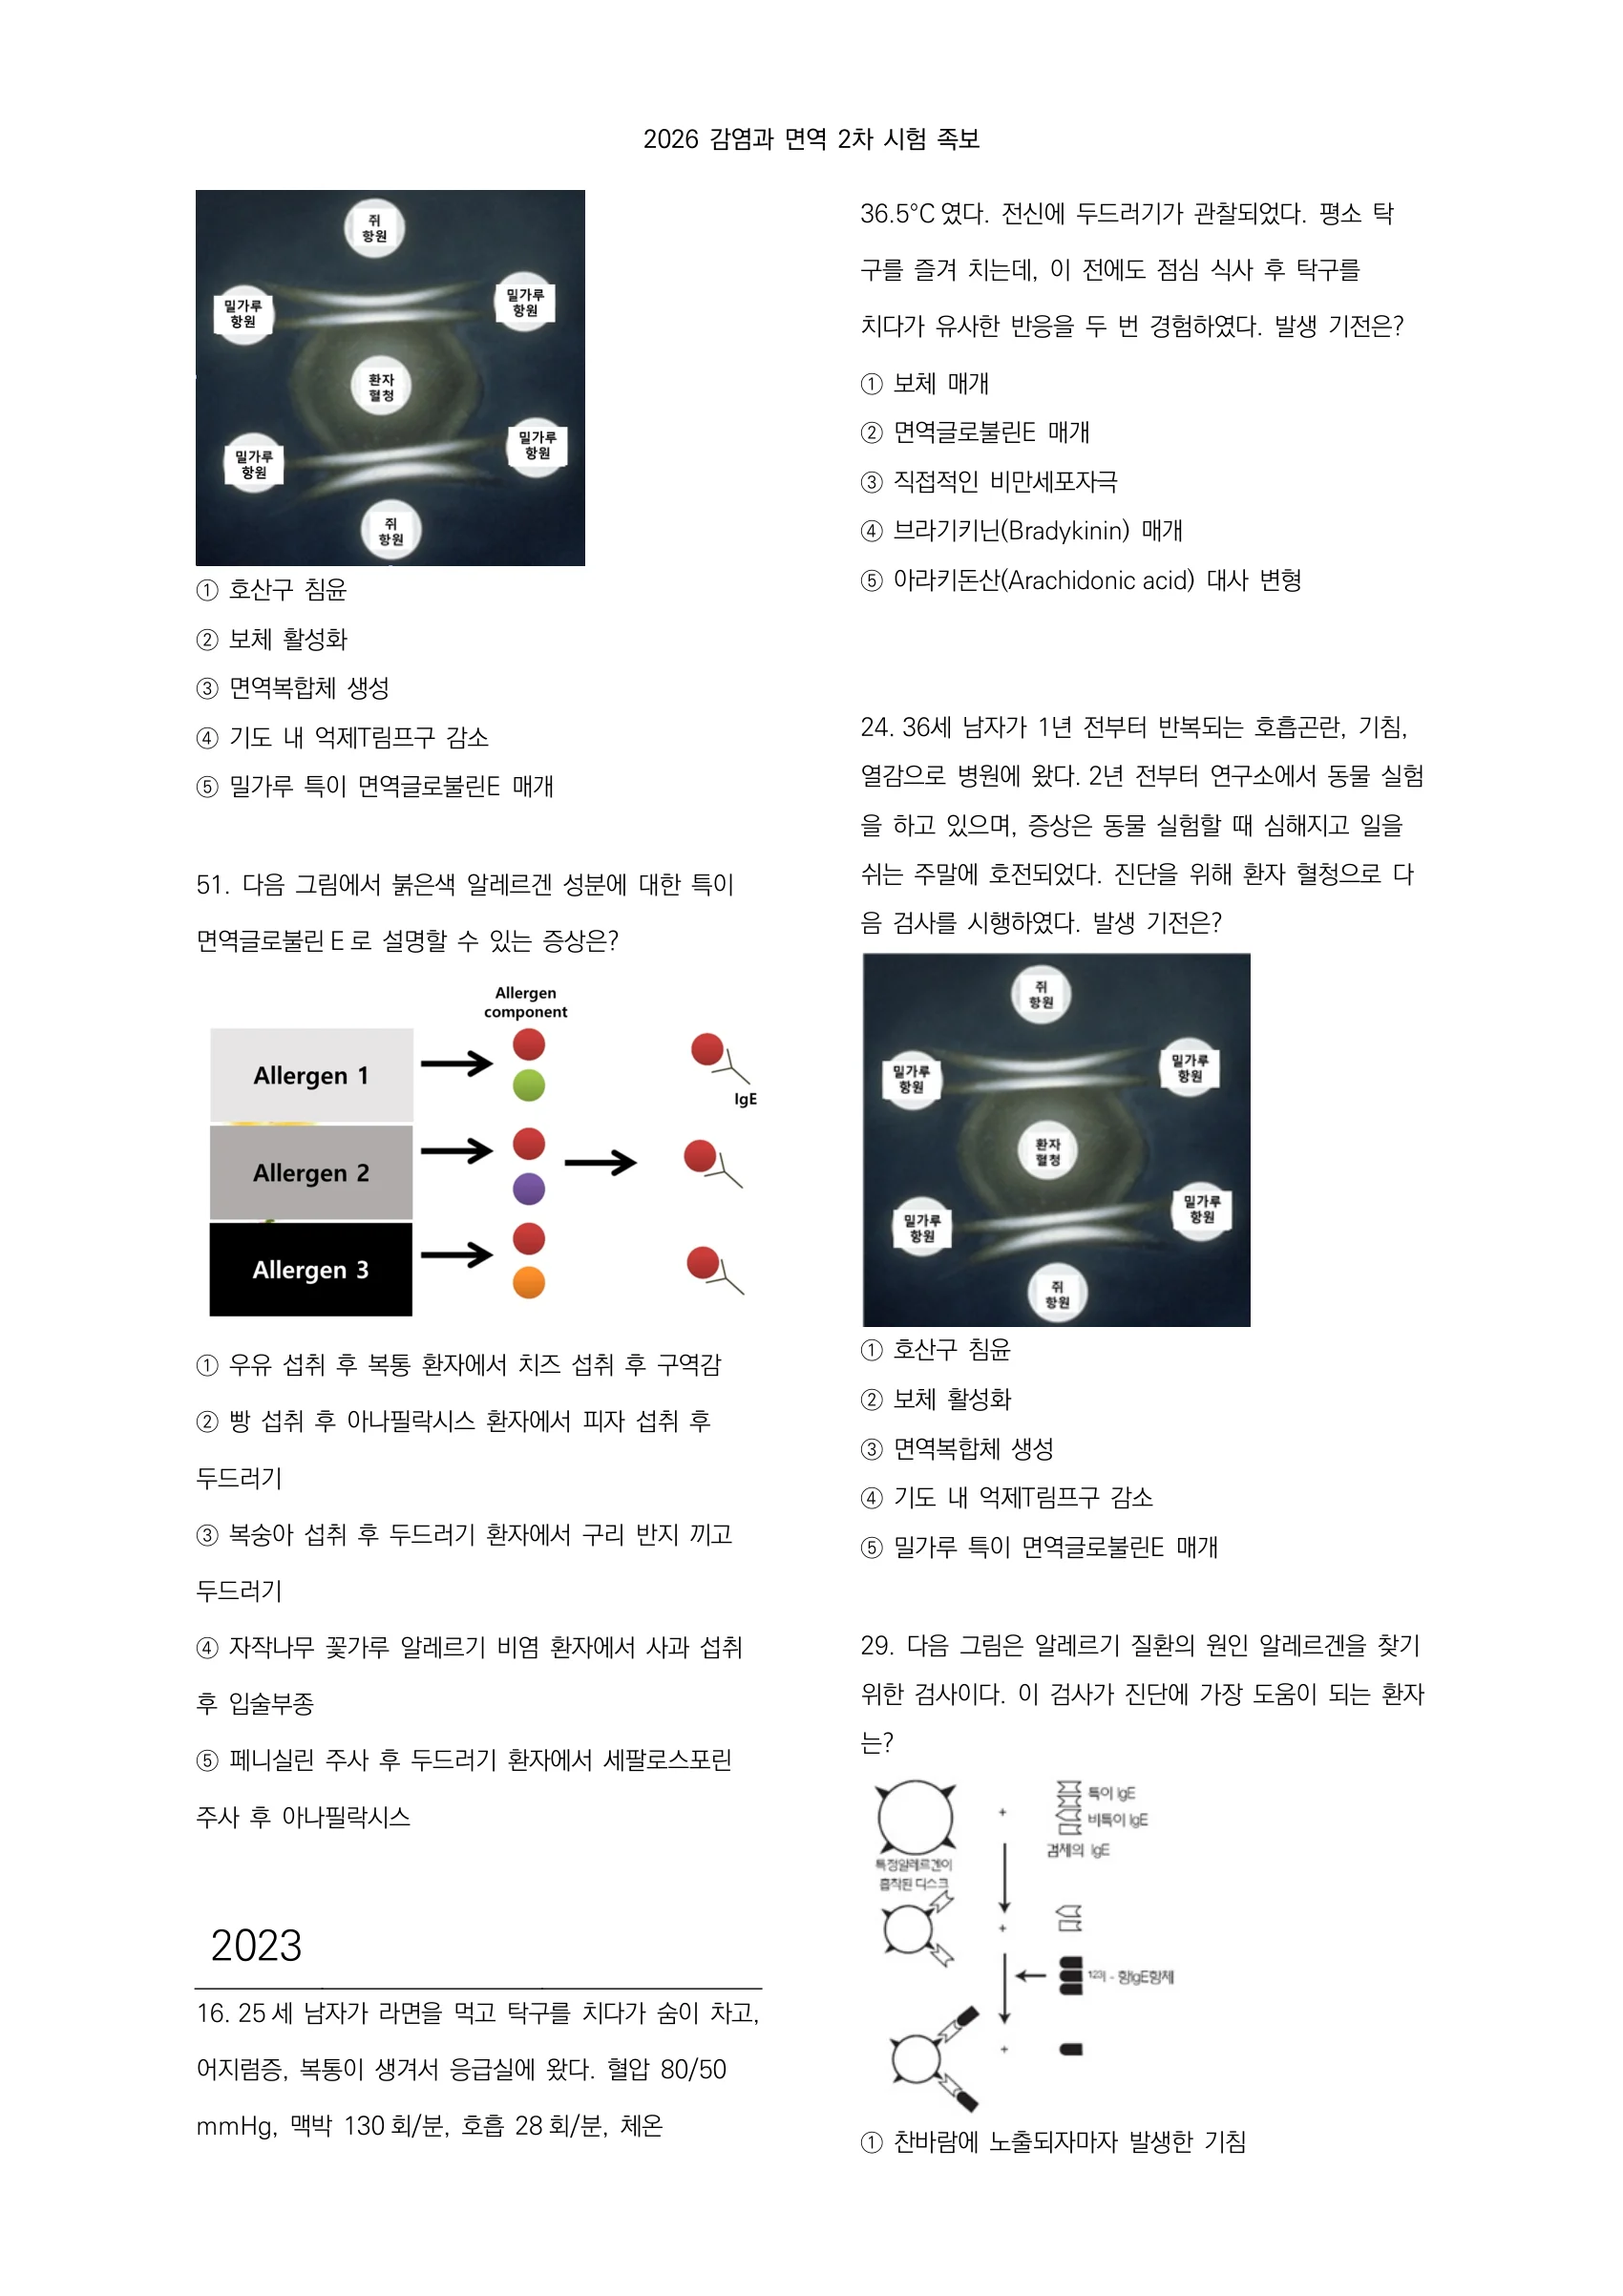 2026 감염과 면역 2차 시험 족보
쥐
항원
밀가루
항원
밀가루
항원
환자
혈청
밀가루
항원
밀가루
항원
쥐
항원
① 호산구 침윤
② 보체 활성화
③ 면역복합체 생성
④ 기도 내 억제T림프구 감소
⑤ 밀가루 특이 면역글로불린E 매개
51. 다음 그림에서 붉은색 알레르겐 성분에 대한 특이
면역글로불린 E 로 설명할 수 있는 증상은?
Allergen
component
Allergen 1
IgE
Allergen 2
Allergen 3
① 우유 섭취 후 복통 환자에서 치즈 섭취 후 구역감
② 빵 섭취 후 아나필락시스 환자에서 피자 섭취 후
두드러기
③ 복숭아 섭취 후 두드러기 환자에서 구리 반지 끼고
두드러기
④ 자작나무 꽃가루 알레르기 비염 환자에서 사과 섭취
후 입술부종
⑤ 페니실린 주사 후 두드러기 환자에서 세팔로스포린
주사 후 아나필락시스
2023
16. 25 세 남자가 라면을 먹고 탁구를 치다가 숨이 차고,
어지럼증, 복통이 생겨서 응급실에 왔다. 혈압 80/50
mmHg, 맥박 130 회/분, 호흡 28 회/분, 체온
36.5°C 였다. 전신에 두드러기가 관찰되었다. 평소 탁
구를 즐겨 치는데, 이 전에도 점심 식사 후 탁구를
치다가 유사한 반응을 두 번 경험하였다. 발생 기전은?
① 보체 매개
② 면역글로불린E 매개
③ 직접적인 비만세포자극
④ 브라기키닌(Bradykinin) 매개
⑤ 아라키돈산(Arachidonic acid) 대사 변형
24. 36세 남자가 1년 전부터 반복되는 호흡곤란, 기침,
열감으로 병원에 왔다. 2년 전부터 연구소에서 동물 실험
을 하고 있으며, 증상은 동물 실험할 때 심해지고 일을
쉬는 주말에 호전되었다. 진단을 위해 환자 혈청으로 다
음 검사를 시행하였다. 발생 기전은?
쥐
항원
밀가루
항원
밀가루
항원
환자
혈청
밀가루
항원
밀가루
항원
쥐
항원
① 호산구 침윤
② 보체 활성화
③ 면역복합체 생성
④ 기도 내 억제T림프구 감소
⑤ 밀가루 특이 면역글로불린E 매개
29. 다음 그림은 알레르기 질환의 원인 알레르겐을 찾기
위한 검사이다. 이 검사가 진단에 가장 도움이 되는 환자
는?
+
특이 IgE
비특이 IgE
검체의 IgE
특정알레르겐이
흡착된 디스크
+
123I - 항IgE항체
+
① 찬바람에 노출되자마자 발생한 기침